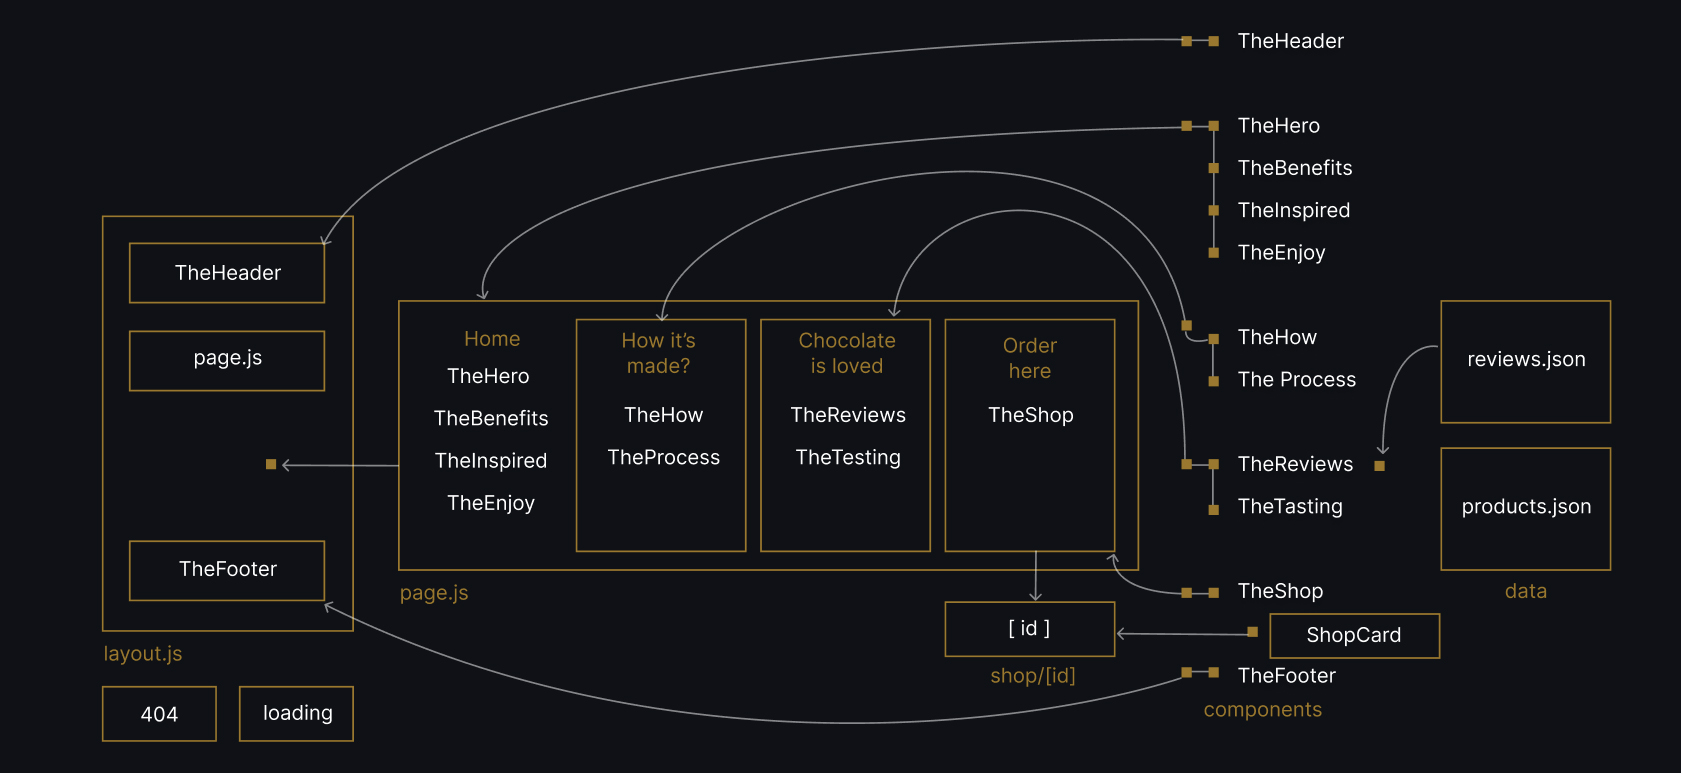 TheHeader
TheHero
TheBenefits
TheInspired
TheEnjoy
TheHeader
page.js
TheFooter
layout.js
404
loading
Home
TheHero
TheBenefits
TheInspired
TheEnjoy
How it's
made?
TheHow
TheProcess
Chocolate
is loved
TheReviews
TheTesting
Order
here
TheShop
page.js
[ id ]
shop/[id]
TheHow
The Process
TheReviews
TheTasting
TheShop
ShopCard
TheFooter
components
reviews.json
products.json
data